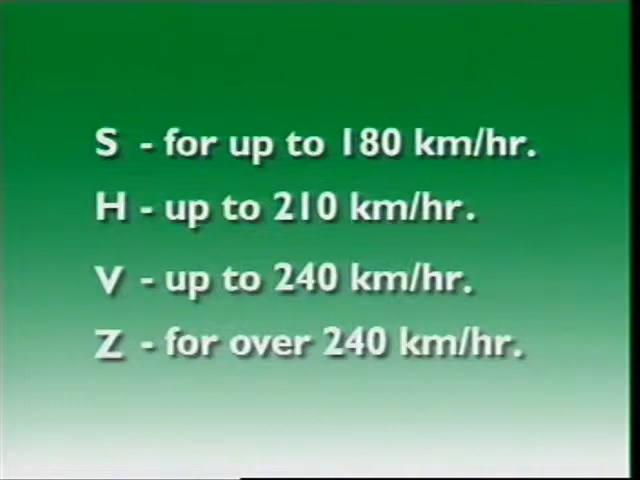 S - for up to 180 km/hr.
H - up to 210 km/hr.
V - up to 240 km/hr.
Z - for over 240 km/hr.